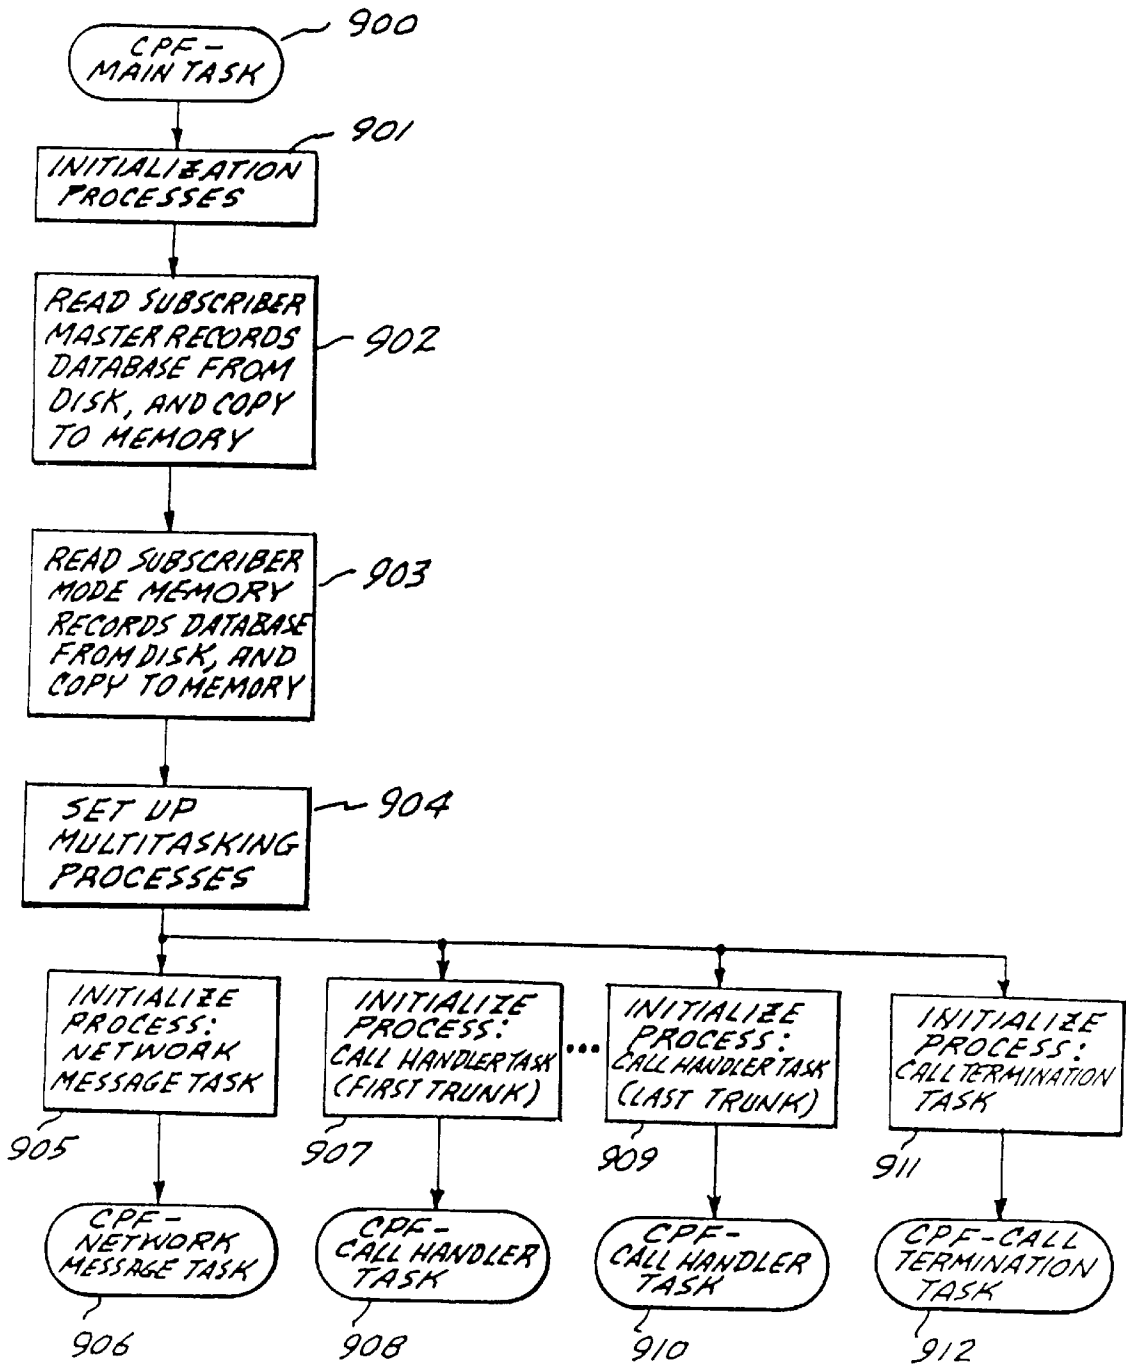 900
CPF-
MAIN TASK
901
INITIALIZATION
PROCESSES
READ SUBSCRIBER
MASTER RECORDS
DATABASE FROM
DISK, AND COPY
TO MEMORY
902
READ SUBSCRIBER
MODE MEMORY
RECORDS DATABASE
FROM DISK, AND
COPY TO MEMORY
903
SET UP
MULTITASKING
PROCESSES
904
INITIALIZE
PROCESS:
NETWORK
MESSAGE TASK
905
INITIALIZE
PROCESS:
CALL HANDLER TASK
(FIRST TRUNK)
907
...
INITIALIZE
PROCESS:
CALL HANDLER TASK
(LAST TRUNK)
909
INITIALIZE
PROCESS:
CALL TERMINATION
TASK
911
CPF-
NETWORK
MESSAGE TASK
906
CPF-
CALL HANDLER
TASK
908
CPF-
CALL HANDLER
TASK
910
CPF-CALL
TERMINATION
TASK
912